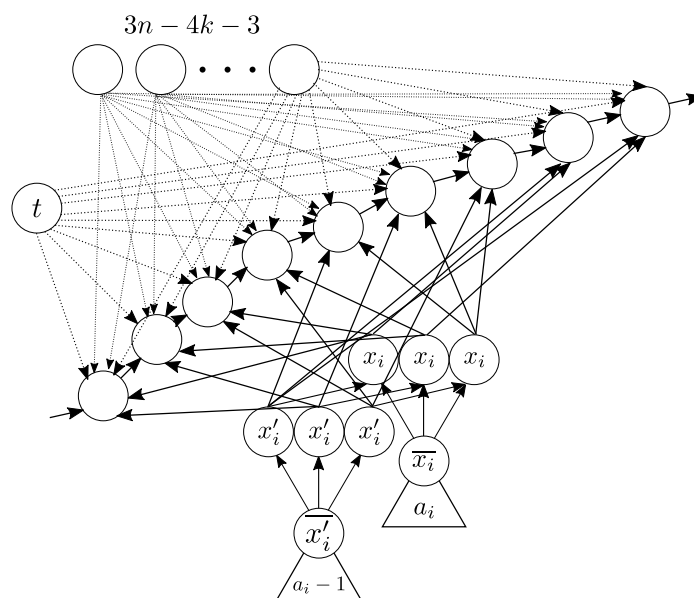 3n − 4k − 3
t
x_i x_i x_i
x'_i x'_i x'_i
\overline{x_i}
a_i
\overline{x'_i}
a_i − 1